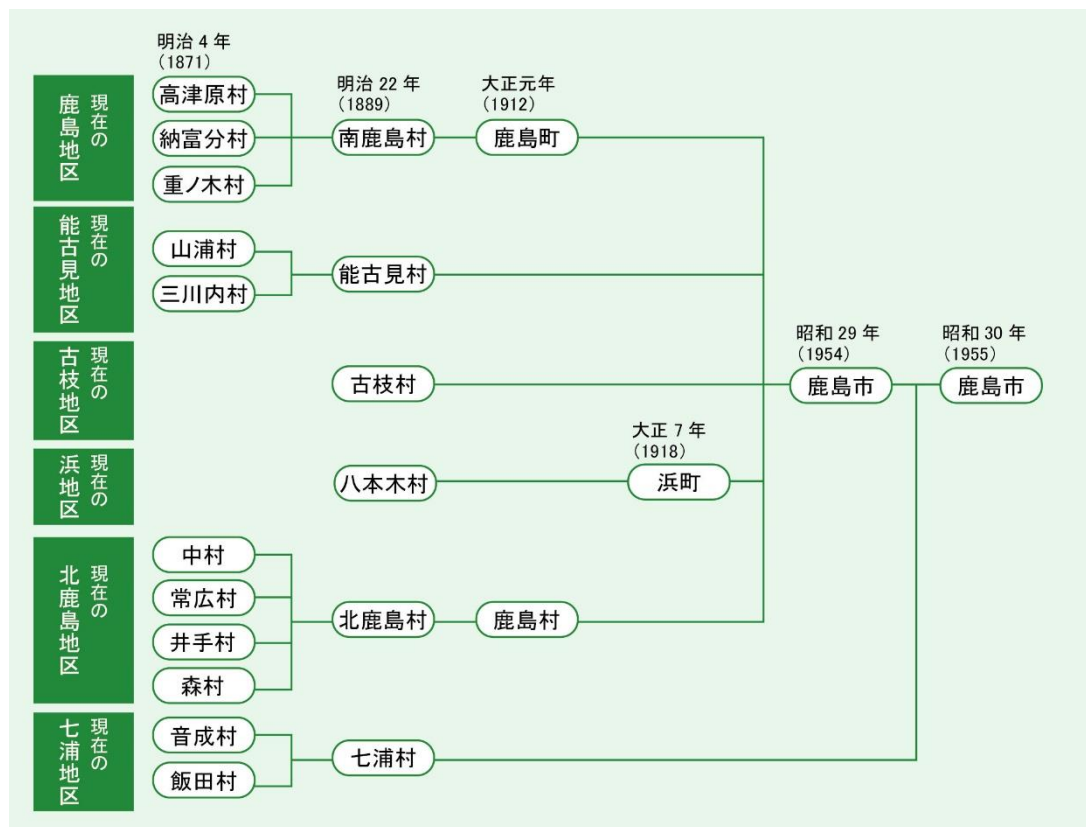 明治 4 年
（1871）
明治 22 年
（1889）
大正元年
（1912）
現在の
鹿島地区
高津原村
納富分村
重ノ木村
南鹿島村
鹿島町
現在の
能古見地区
山浦村
三川内村
能古見村
現在の
古枝地区
古枝村
昭和 29 年
（1954）
鹿島市
昭和 30 年
（1955）
鹿島市
現在の
浜地区
八本木村
大正 7 年
（1918）
浜町
現在の
北鹿島地区
中村
常広村
井手村
森村
北鹿島村
鹿島村
現在の
七浦地区
音成村
飯田村
七浦村